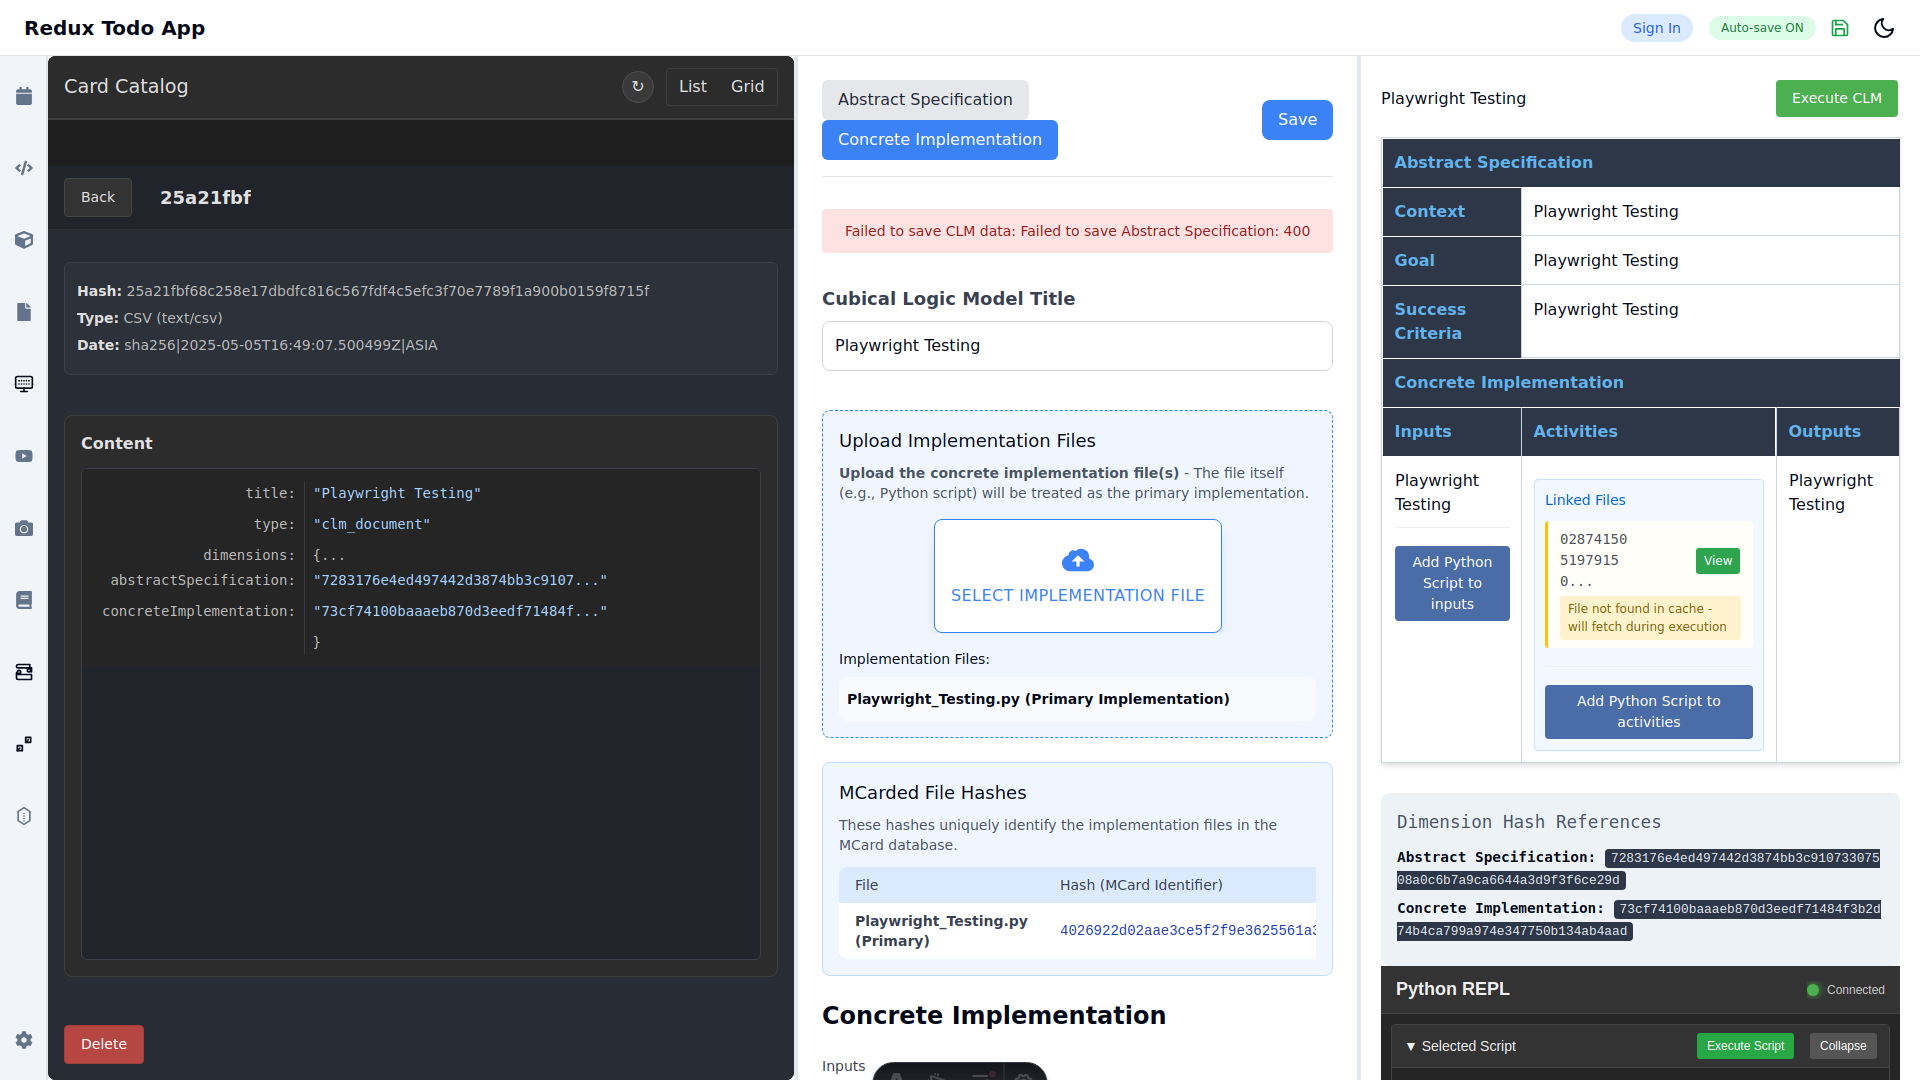 Redux Todo App
Sign In
Auto-save ON
Card Catalog
↻
List
Grid
Back
25a21fbf
Hash: 25a21fbf68c258e17dbdfc816c567fdf4c5efc3f70e7789f1a900b0159f8715f
Type: CSV (text/csv)
Date: sha256|2025-05-05T16:49:07.500499Z|ASIA
Content
title: "Playwright Testing"
type: "clm_document"
dimensions: {...
abstractSpecification: "7283176e4ed497442d3874bb3c9107..."
concreteImplementation: "73cf74100baaaeb870d3eedf71484f..."
}
Delete
Abstract Specification
Concrete Implementation
Save
Failed to save CLM data: Failed to save Abstract Specification: 400
Cubical Logic Model Title
Playwright Testing
Upload Implementation Files
Upload the concrete implementation file(s) - The file itself
(e.g., Python script) will be treated as the primary implementation.
SELECT IMPLEMENTATION FILE
Implementation Files:
Playwright_Testing.py (Primary Implementation)
MCarded File Hashes
These hashes uniquely identify the implementation files in the
MCard database.
File
Hash (MCard Identifier)
Playwright_Testing.py
(Primary)
4026922d02aae3ce5f2f9e3625561a3
Concrete Implementation
Inputs
Playwright Testing
Execute CLM
Abstract Specification
Context
Playwright Testing
Goal
Playwright Testing
Success
Criteria
Playwright Testing
Concrete Implementation
Inputs
Activities
Outputs
Playwright
Testing
Add Python
Script to
inputs
Linked Files
02874150
5197915
0...
View
File not found in cache -
will fetch during execution
Add Python Script to
activities
Playwright
Testing
Dimension Hash References
Abstract Specification: 7283176e4ed497442d3874bb3c910733075
08a0c6b7a9ca6644a3d9f3f6ce29d
Concrete Implementation: 73cf74100baaaeb870d3eedf71484f3b2d
74b4ca799a974e347750b134ab4aad
Python REPL
Connected
▼ Selected Script
Execute Script
Collapse